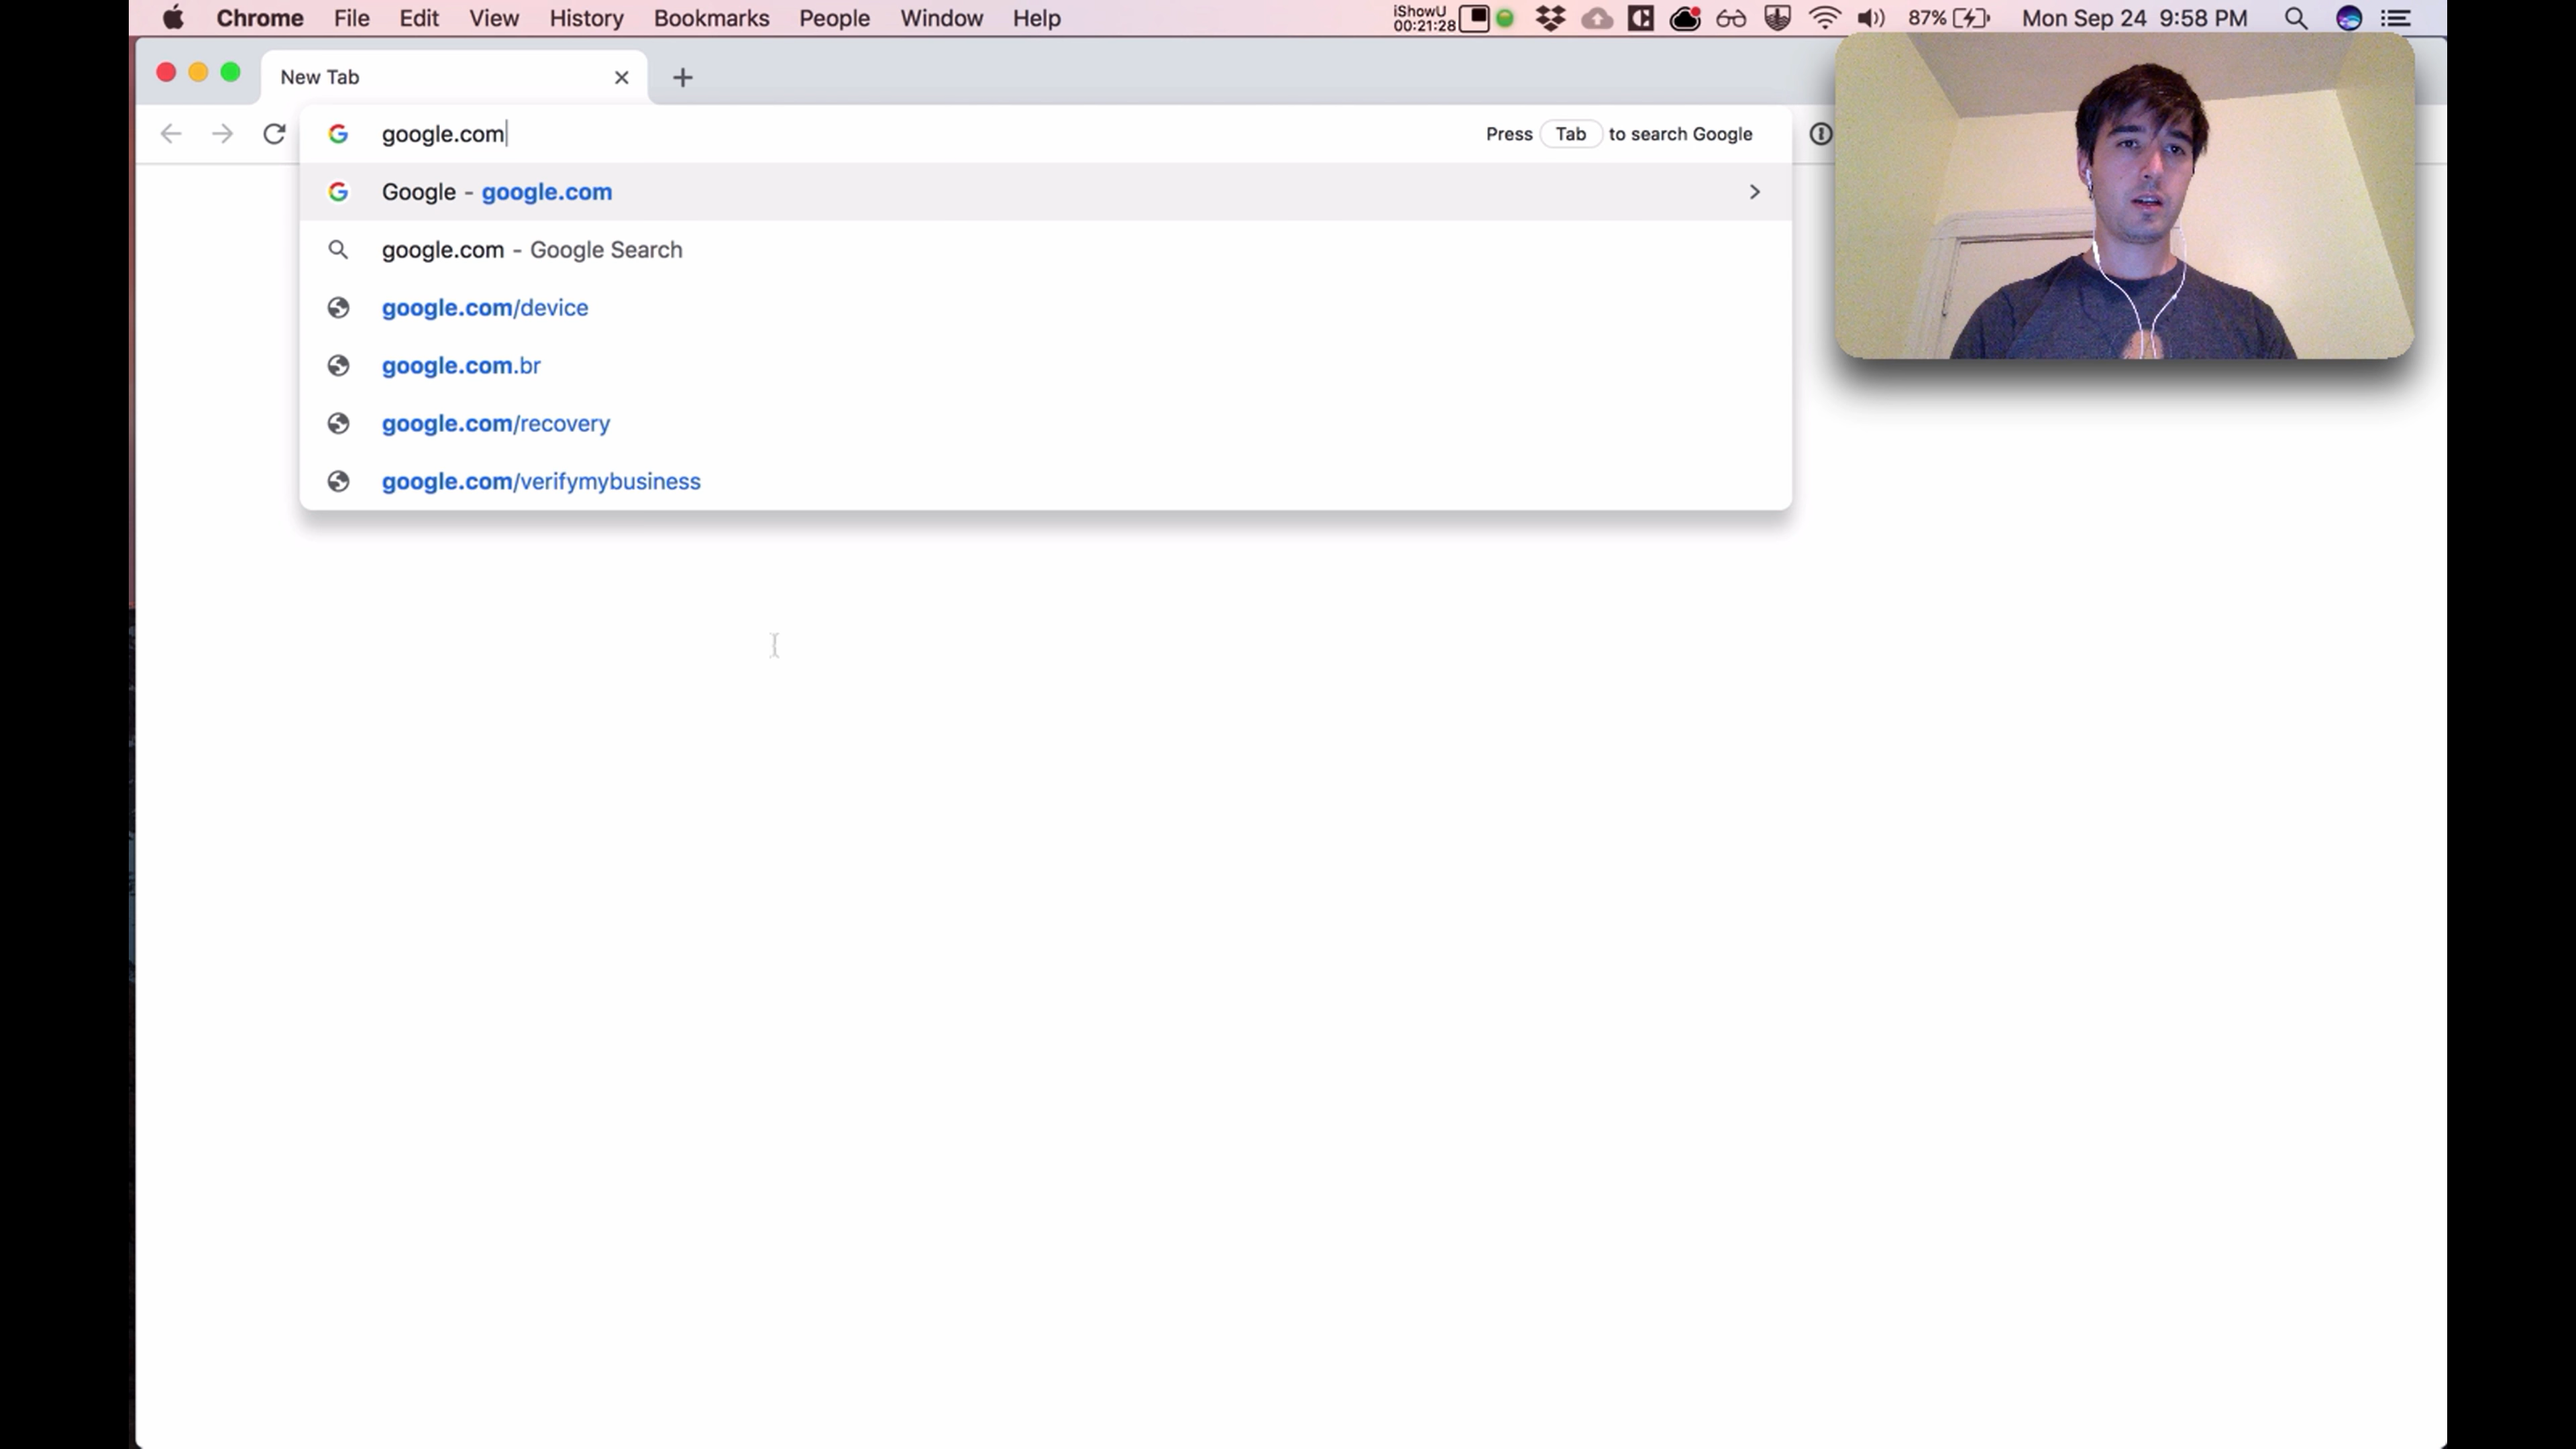 Chrome File Edit View History Bookmarks People Window Help iShowU 00:21:28 87% Mon Sep 24 9:58 PM
New Tab
google.com Press Tab to search Google
Google - google.com
google.com - Google Search
google.com/device
google.com.br
google.com/recovery
google.com/verifymybusiness